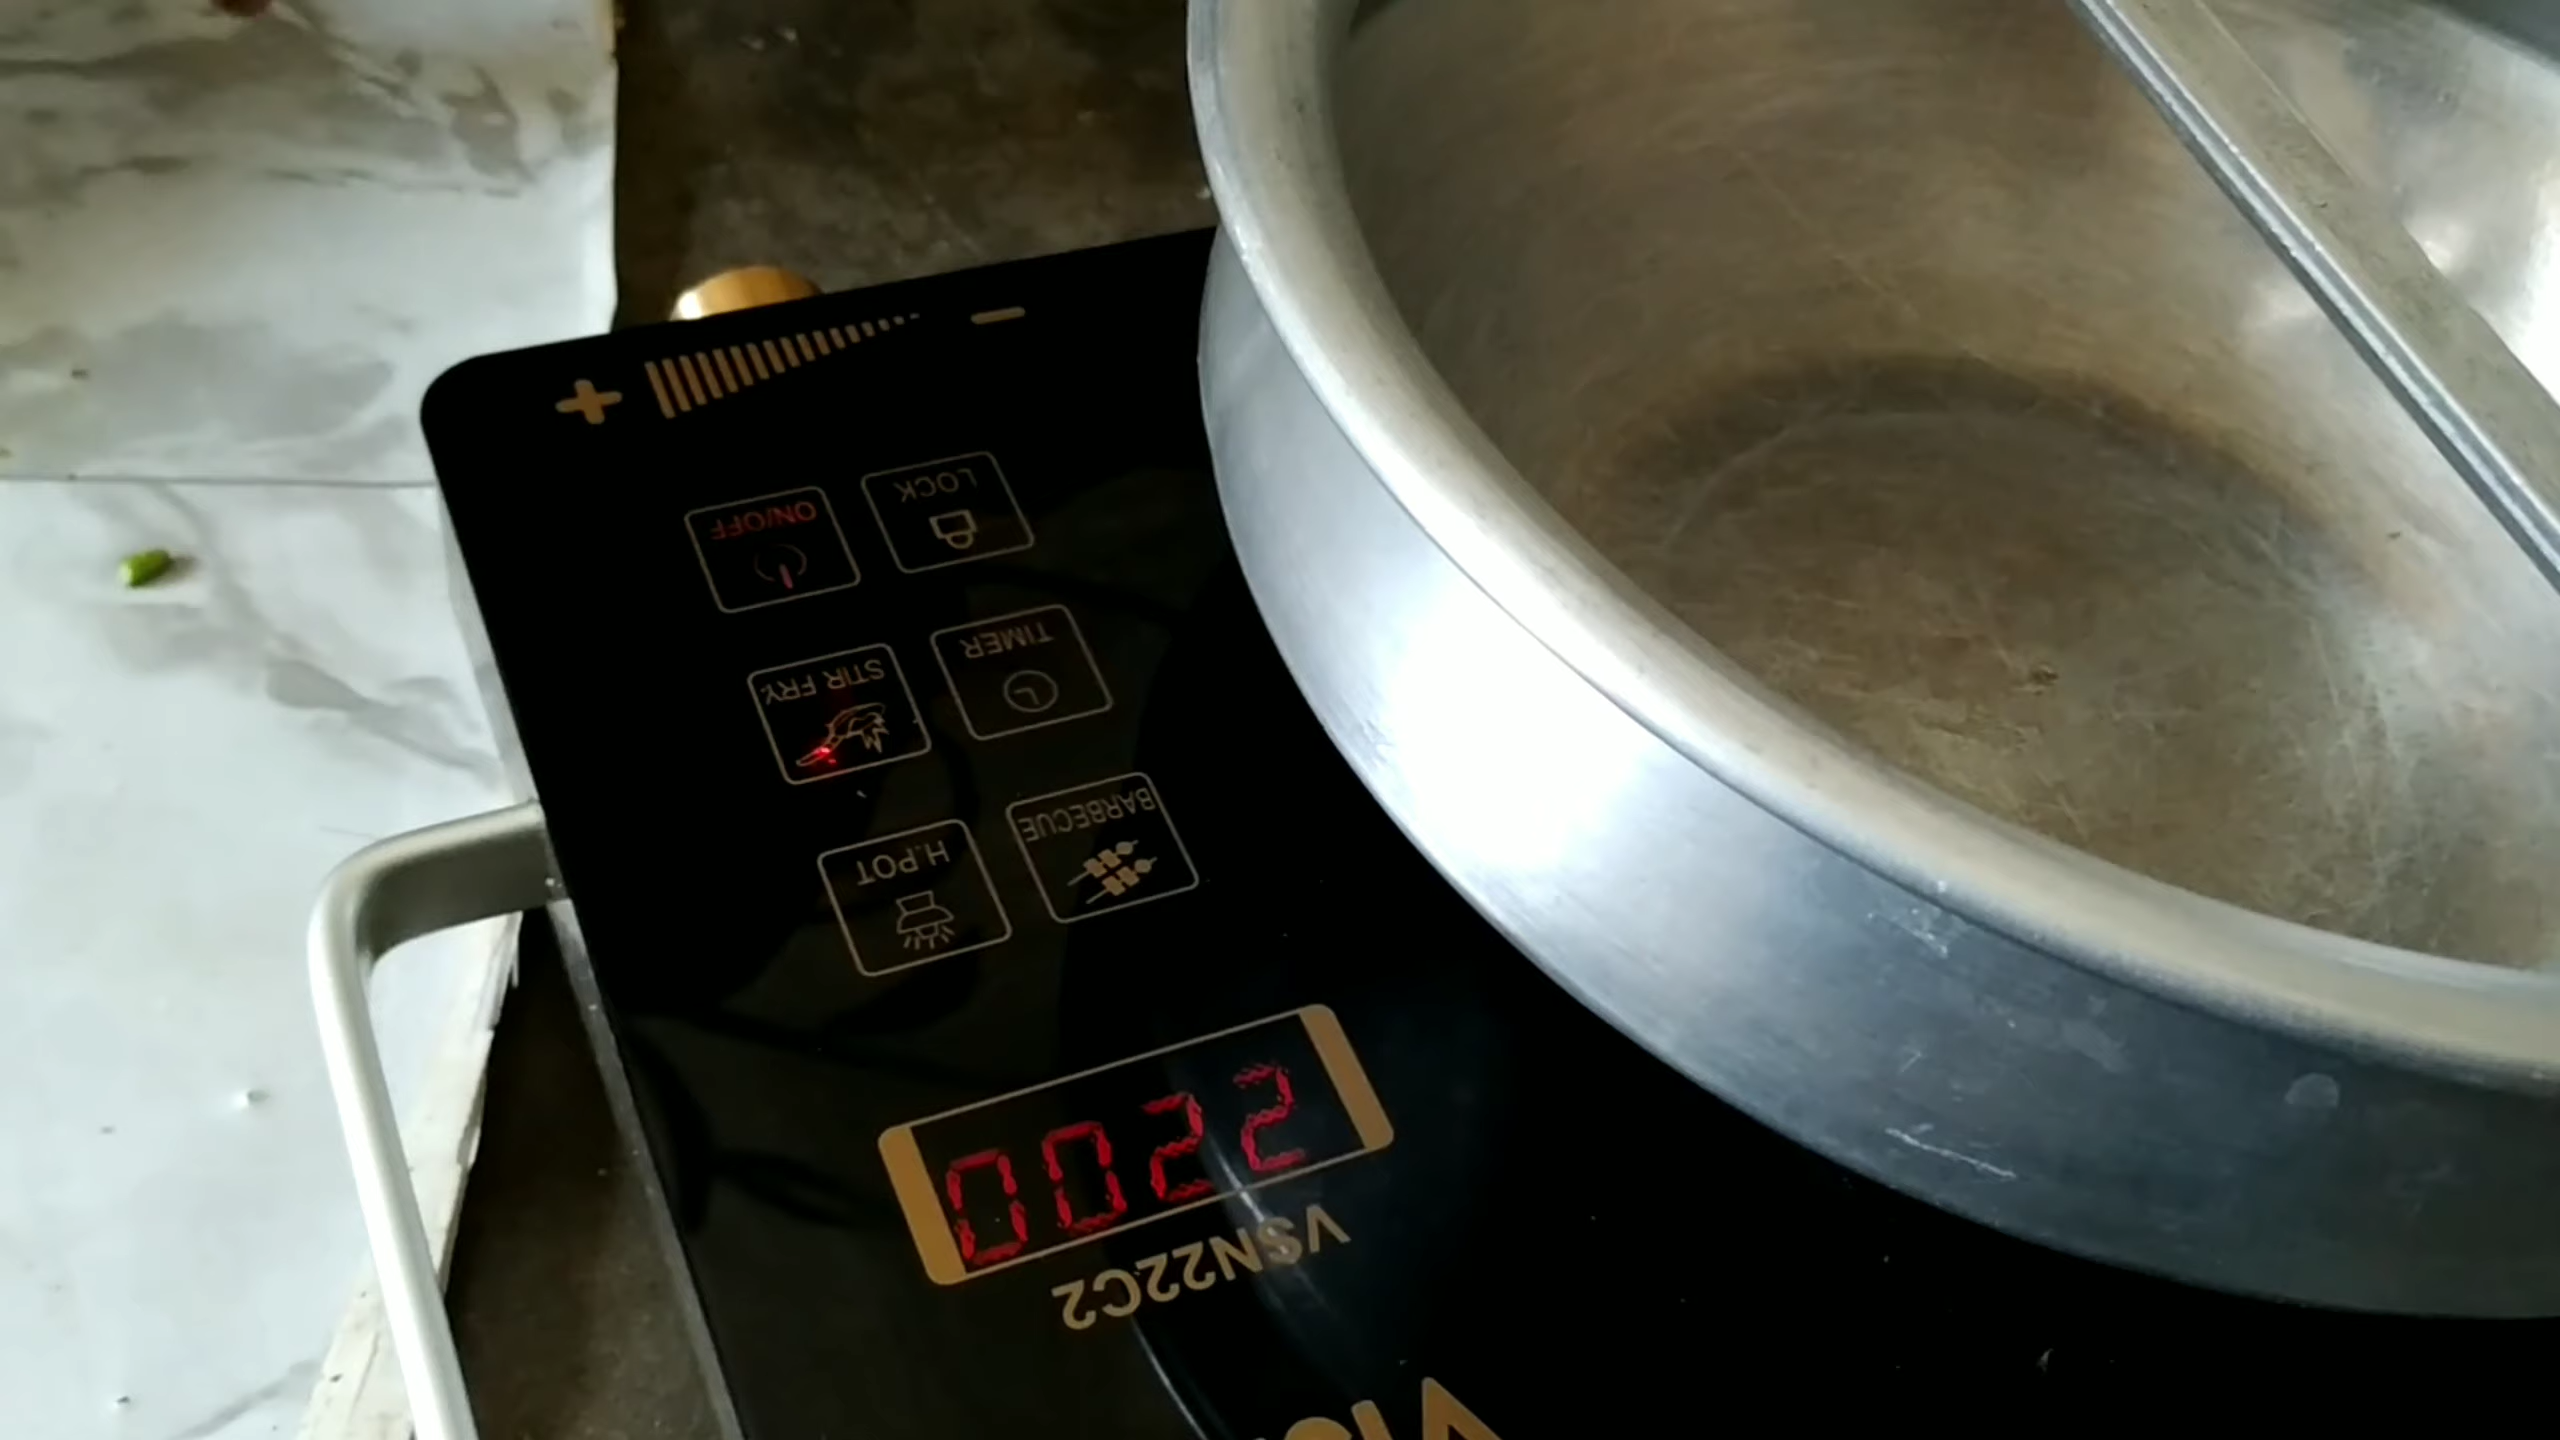 VSN22C2
2200
BARBECUE
H.POT
TIMER
STIR FRY
LOCK
ON/OFF
- +